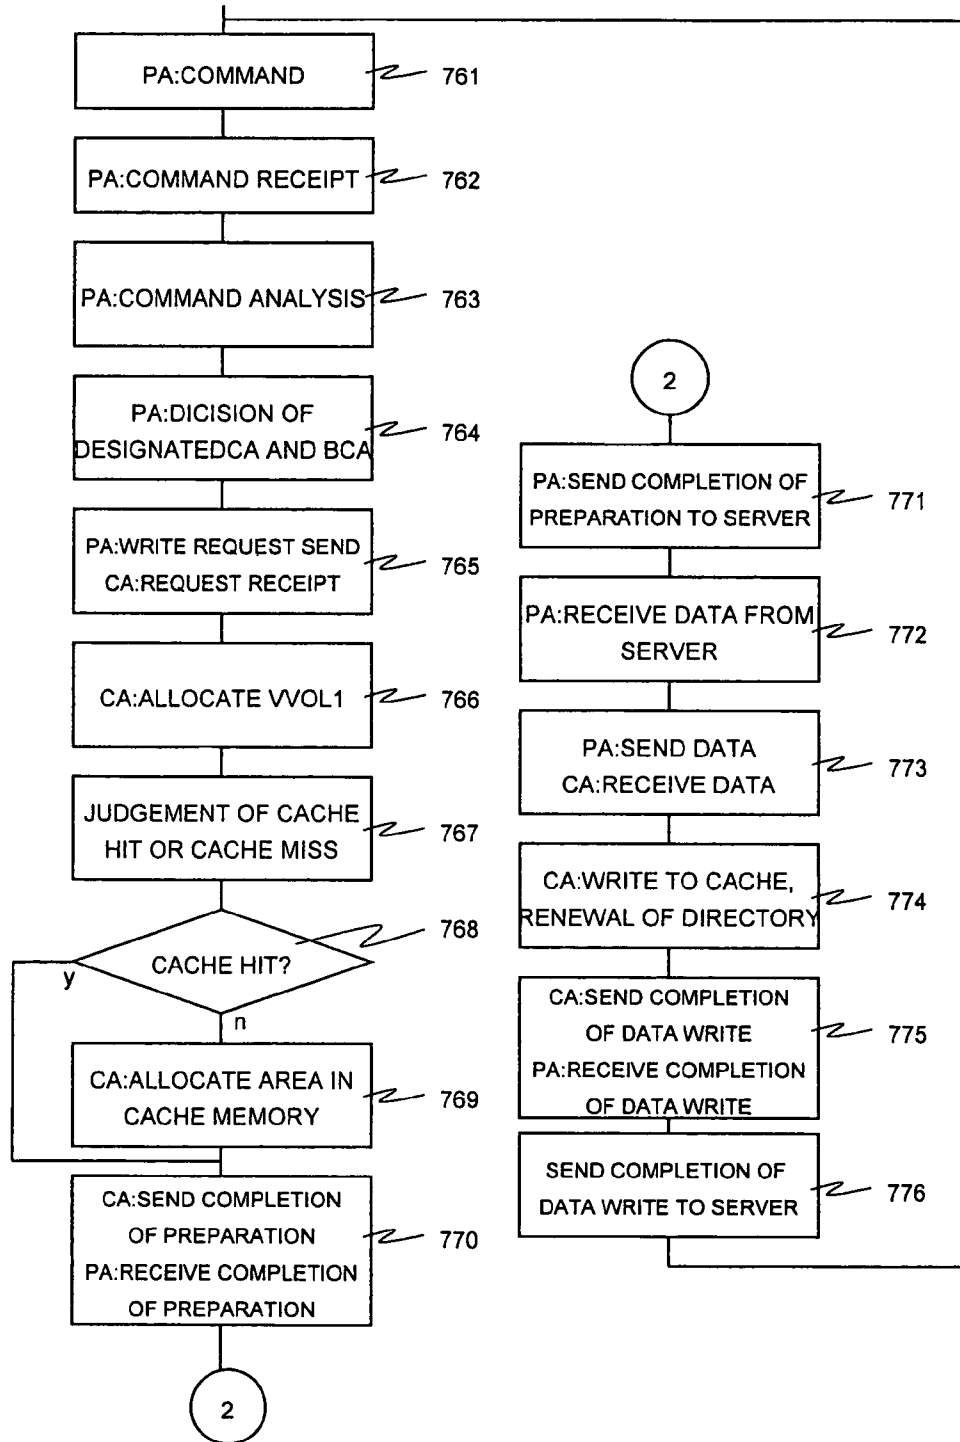 PA:COMMAND
761
PA:COMMAND RECEIPT
762
PA:COMMAND ANALYSIS
763
PA:DICISION OF
DESIGNATEDCA AND BCA
764
PA:WRITE REQUEST SEND
CA:REQUEST RECEIPT
765
CA:ALLOCATE VVOL1
766
JUDGEMENT OF CACHE
HIT OR CACHE MISS
767
CACHE HIT?
768
y
n
CA:ALLOCATE AREA IN
CACHE MEMORY
769
CA:SEND COMPLETION
OF PREPARATION
PA:RECEIVE COMPLETION
OF PREPARATION
770
2
2
PA:SEND COMPLETION OF
PREPARATION TO SERVER
771
PA:RECEIVE DATA FROM
SERVER
772
PA:SEND DATA
CA:RECEIVE DATA
773
CA:WRITE TO CACHE,
RENEWAL OF DIRECTORY
774
CA:SEND COMPLETION
OF DATA WRITE
PA:RECEIVE COMPLETION
OF DATA WRITE
775
SEND COMPLETION OF
DATA WRITE TO SERVER
776